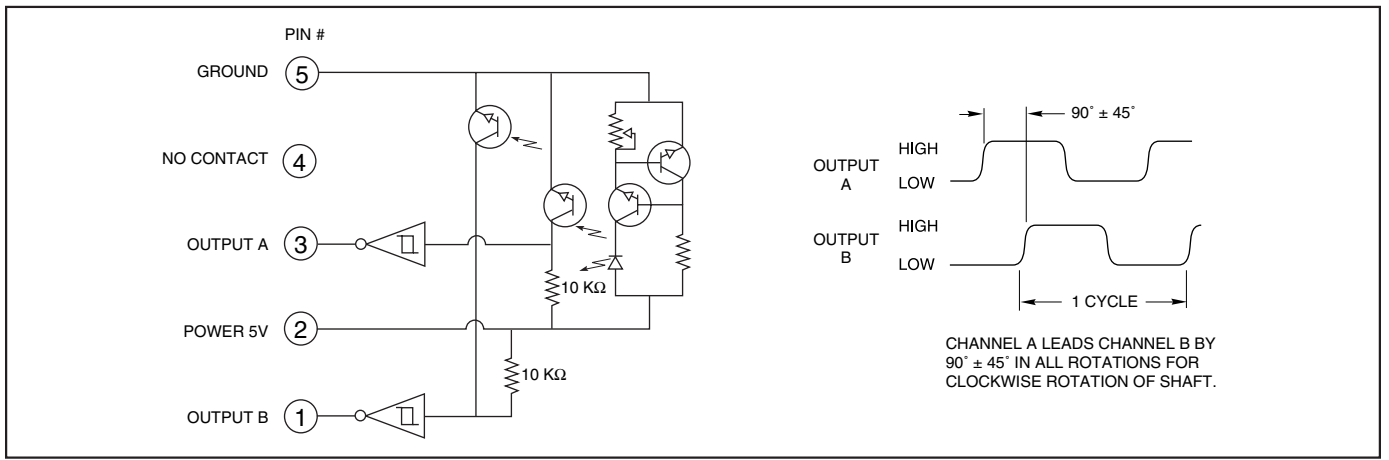 PIN #
GROUND 5
NO CONTACT 4
OUTPUT A 3
10 KΩ
POWER 5V 2
10 KΩ
OUTPUT B 1
90˚ ± 45˚
OUTPUT
A
HIGH
LOW
OUTPUT
B
HIGH
LOW
1 CYCLE
CHANNEL A LEADS CHANNEL B BY
90˚ ± 45˚ IN ALL ROTATIONS FOR
CLOCKWISE ROTATION OF SHAFT.